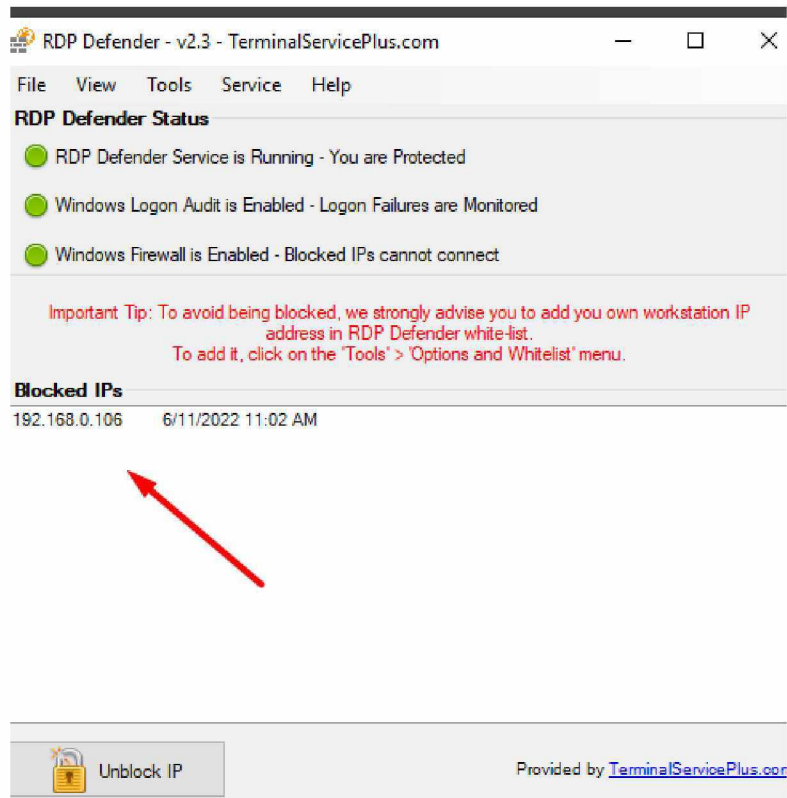 RDP Defender - v2.3 - TerminalServicePlus.com
File View Tools Service Help
RDP Defender Status
RDP Defender Service is Running - You are Protected
Windows Logon Audit is Enabled - Logon Failures are Monitored
Windows Firewall is Enabled - Blocked IPs cannot connect
Important Tip: To avoid being blocked, we strongly advise you to add you own workstation IP
address in RDP Defender white-list.
To add it, click on the 'Tools' > 'Options and Whitelist' menu.
Blocked IPs
192.168.0.106 6/11/2022 11:02 AM
Unblock IP
Provided by TerminalServicePlus.com